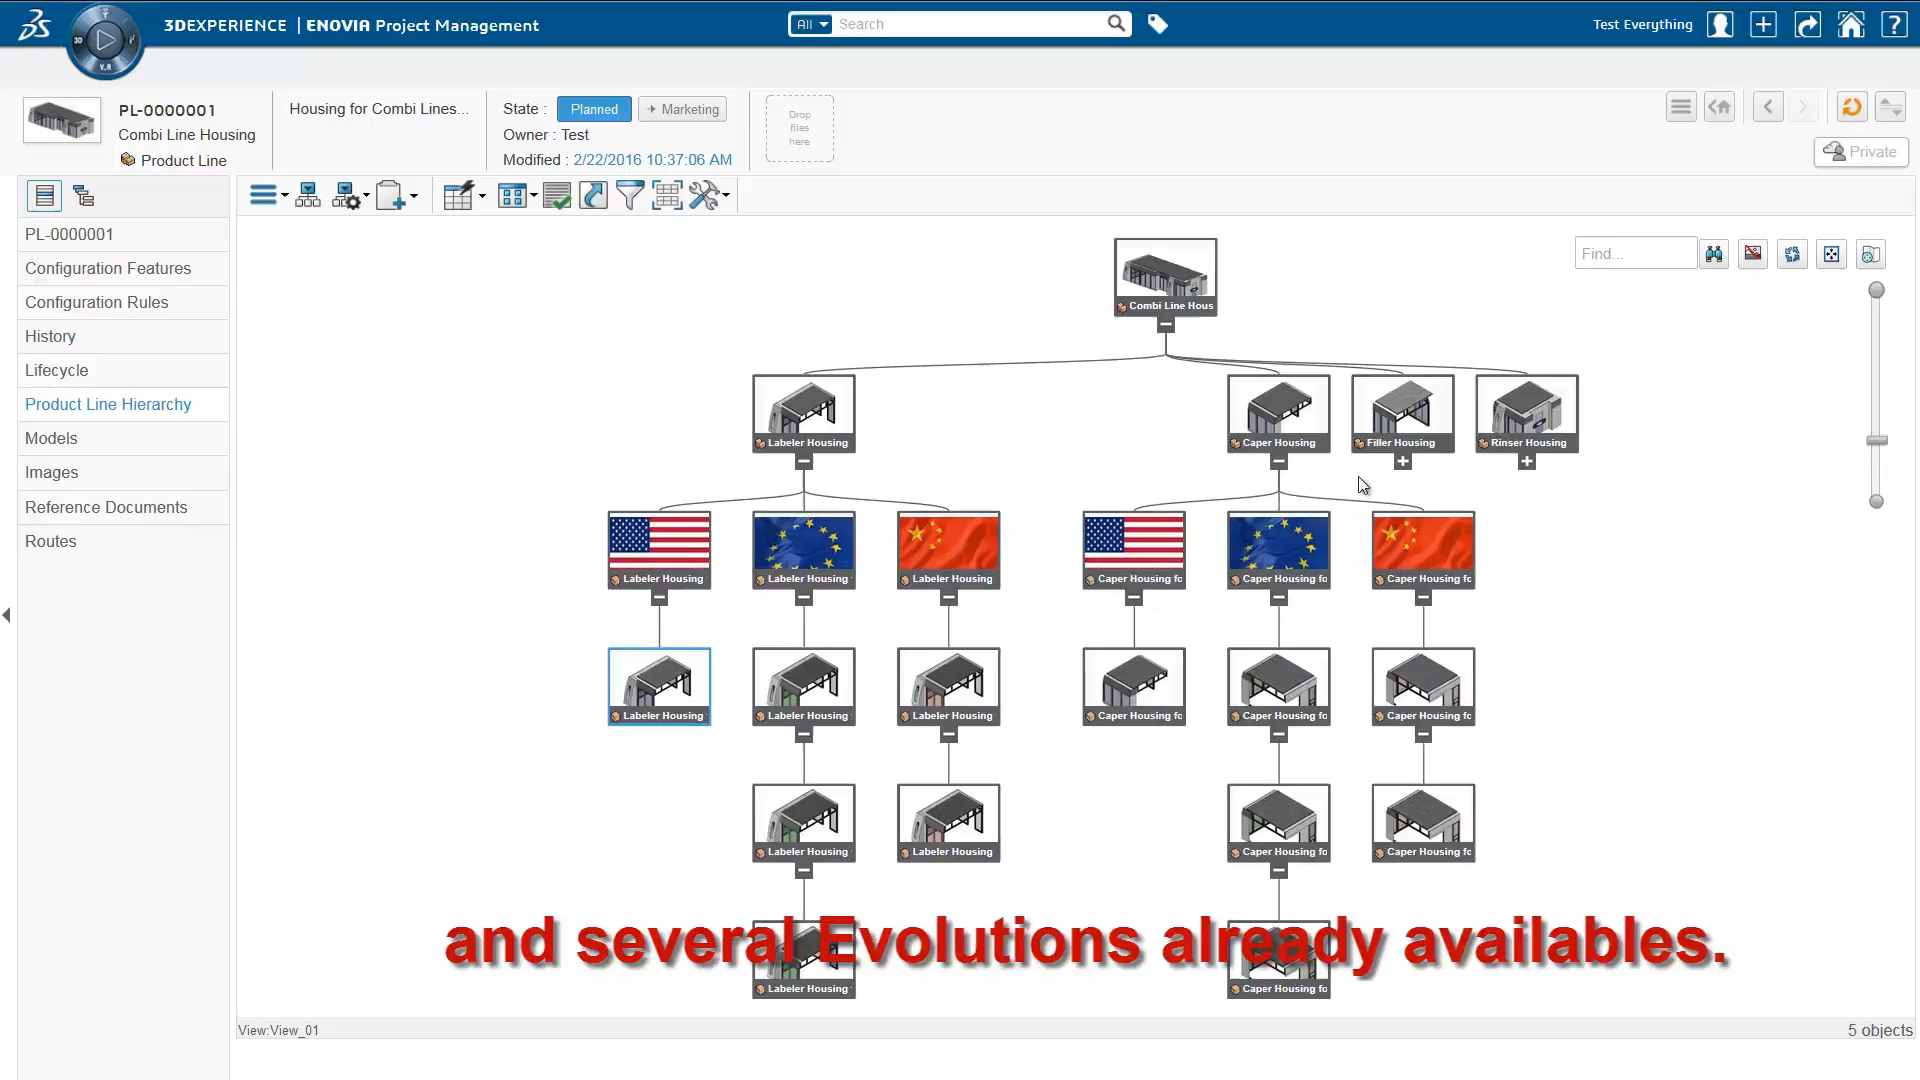 3DEXPERIENCE | ENOVIA Project Management
All
Search
Test Everything
3D
V.R
PL-0000001
Combi Line Housing
Product Line
Housing for Combi Lines...
State :
Planned
Marketing
Owner : Test
Modified : 2/22/2016 10:37:06 AM
Drop
files
here
Private
PL-0000001
Configuration Features
Configuration Rules
History
Lifecycle
Product Line Hierarchy
Models
Images
Reference Documents
Routes
Find...
Combi Line Hous
Labeler Housing
Caper Housing
Filler Housing
Rinser Housing
Labeler Housing
Labeler Housing
Labeler Housing
Caper Housing fo
Caper Housing fo
Caper Housing fo
Labeler Housing
Labeler Housing
Labeler Housing
Caper Housing fo
Caper Housing fo
Caper Housing fo
Labeler Housing
Labeler Housing
Caper Housing fo
Caper Housing fo
and several Evolutions already availables.
Labeler Housing
Caper Housing fo
View:View_01
5 objects